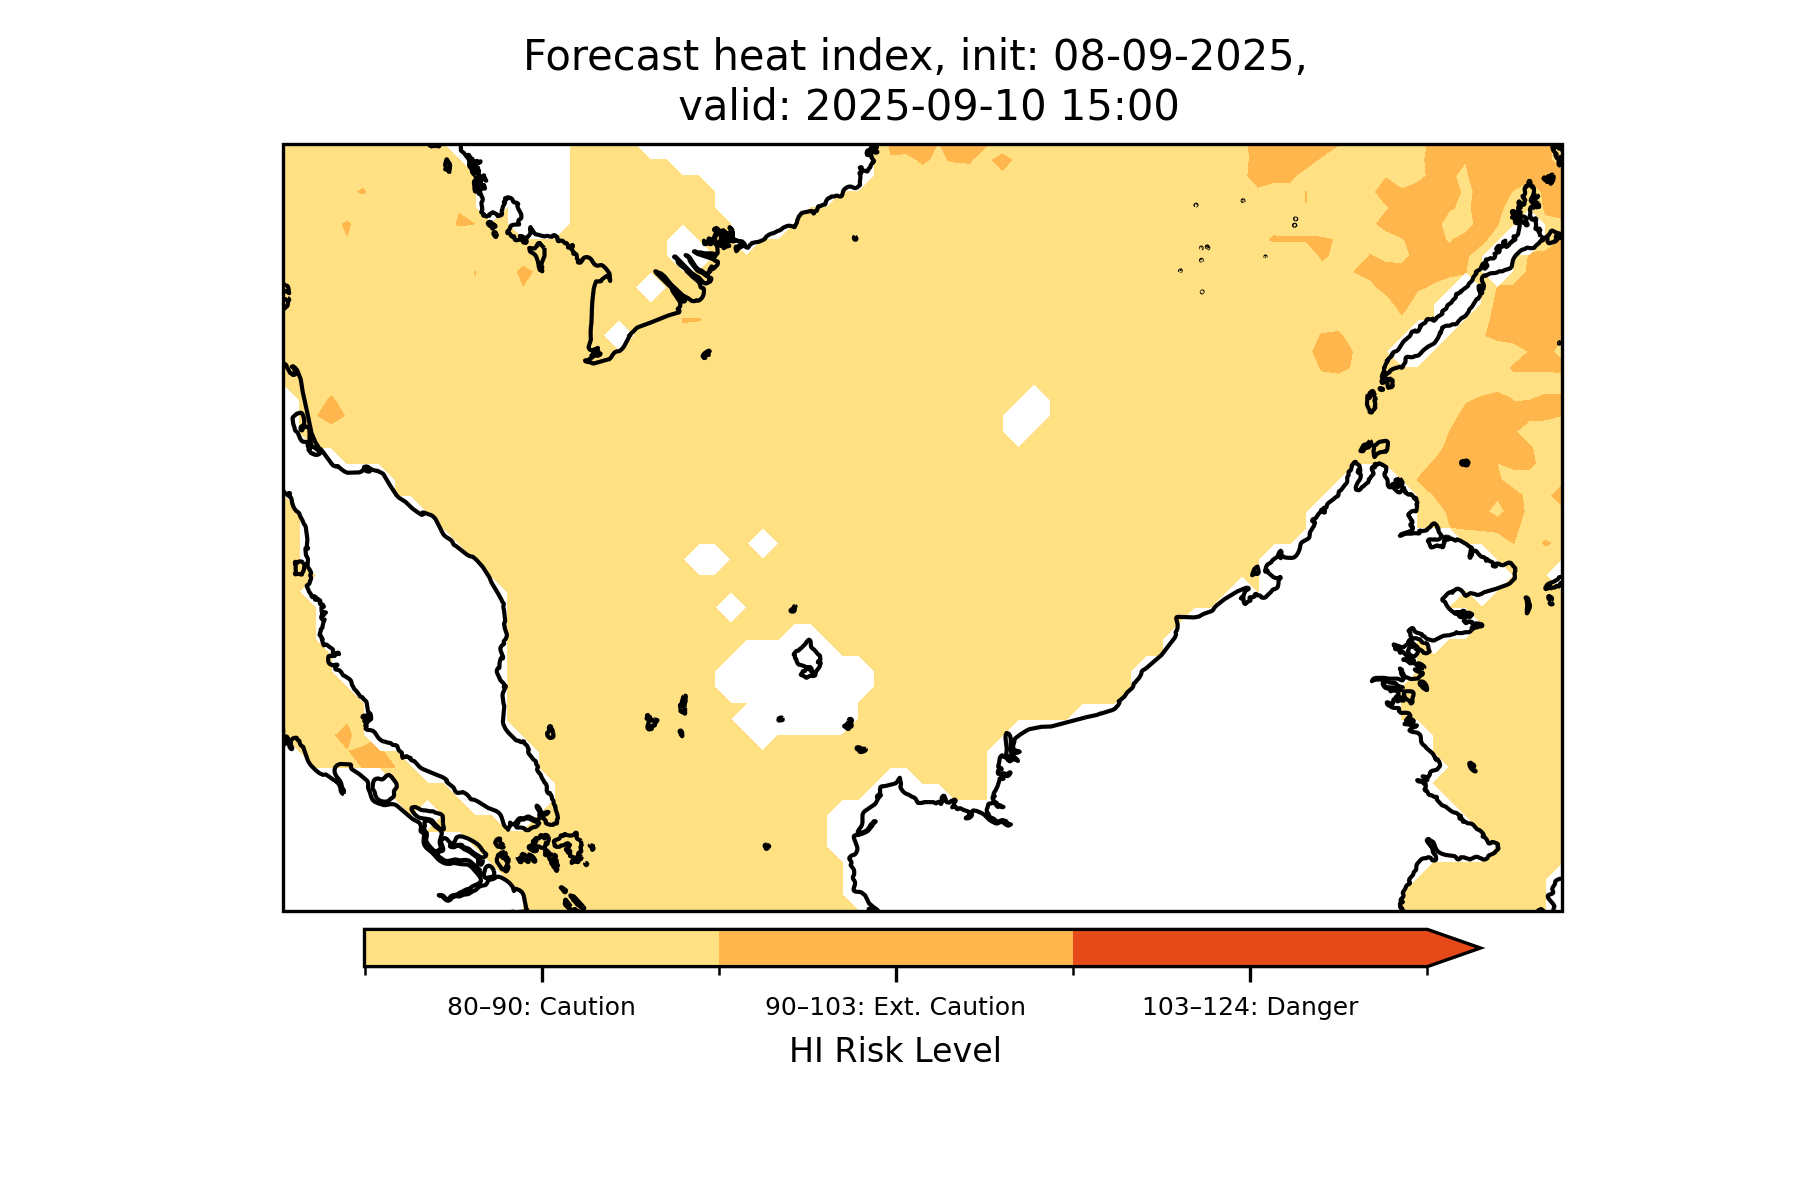 Forecast heat index, init: 08-09-2025,
valid: 2025-09-10 15:00
80–90: Caution
90–103: Ext. Caution
103–124: Danger
HI Risk Level